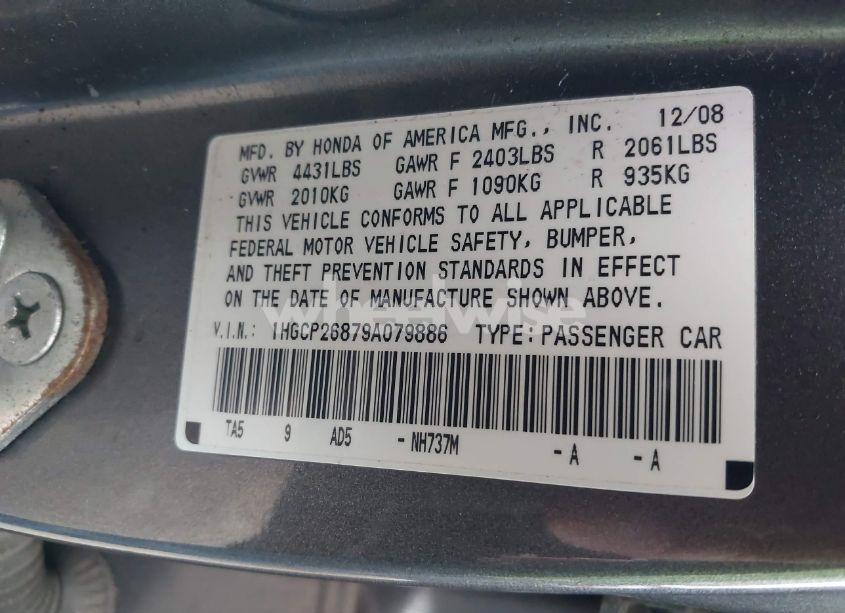 MFD. BY HONDA OF AMERICA MFG., INC. 12/08
GVWR 4431LBS GAWR F 2403LBS R 2061LBS
GVWR 2010KG GAWR F 1090KG R 935KG
THIS VEHICLE CONFORMS TO ALL APPLICABLE
FEDERAL MOTOR VEHICLE SAFETY, BUMPER,
AND THEFT PREVENTION STANDARDS IN EFFECT
ON THE DATE OF MANUFACTURE SHOWN ABOVE.
wheelwise
V.I.N.: 1HGCP26879A079886 TYPE: PASSENGER CAR
TA5 9 AD5 - NH737M - A - A